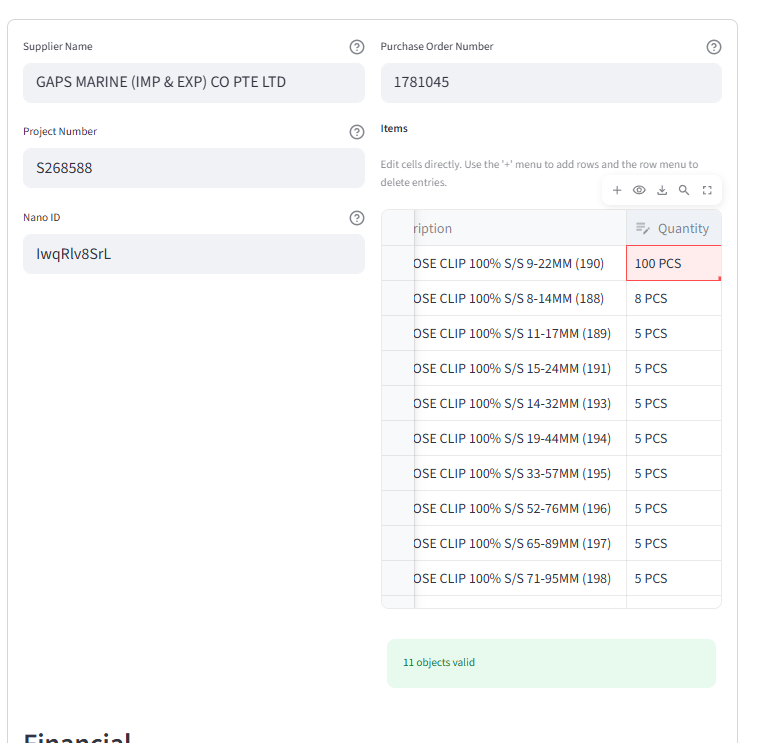 Supplier Name
GAPS MARINE (IMP & EXP) CO PTE LTD
Project Number
S268588
Nano ID
IwqRlv8SrL
Purchase Order Number
1781045
Items
Edit cells directly. Use the '+' menu to add rows and the row menu to
delete entries.
ription Quantity
OSE CLIP 100% S/S 9-22MM (190) 100 PCS
OSE CLIP 100% S/S 8-14MM (188) 8 PCS
OSE CLIP 100% S/S 11-17MM (189) 5 PCS
OSE CLIP 100% S/S 15-24MM (191) 5 PCS
OSE CLIP 100% S/S 14-32MM (193) 5 PCS
OSE CLIP 100% S/S 19-44MM (194) 5 PCS
OSE CLIP 100% S/S 33-57MM (195) 5 PCS
OSE CLIP 100% S/S 52-76MM (196) 5 PCS
OSE CLIP 100% S/S 65-89MM (197) 5 PCS
OSE CLIP 100% S/S 71-95MM (198) 5 PCS
11 objects valid
Financial